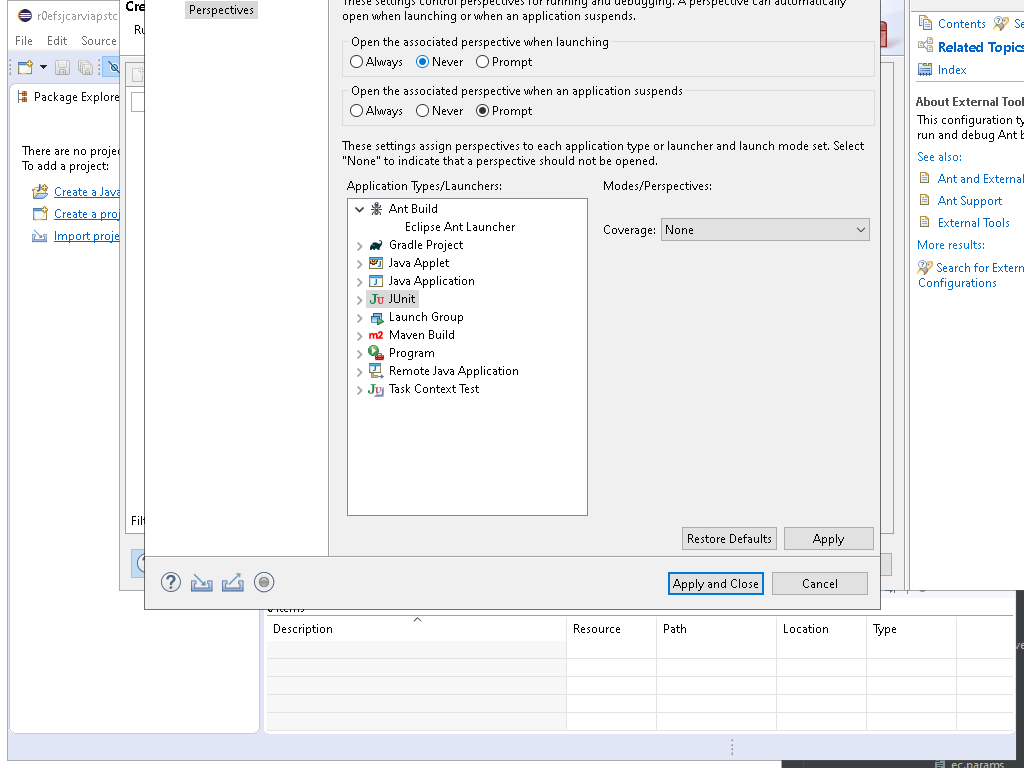 r0efsjcarviapstc
File Edit Source
Package Explore
There are no projec
To add a project:
Create a Java
Create a proj
Import proje
Cre
Ru
Filt
Perspectives
These settings control perspectives for running and debugging. A perspective can automatically
open when launching or when an application suspends.
Open the associated perspective when launching
Always Never Prompt
Open the associated perspective when an application suspends
Always Never Prompt
These settings assign perspectives to each application type or launcher and launch mode set. Select
"None" to indicate that a perspective should not be opened.
Application Types/Launchers:
Modes/Perspectives:
Ant Build
Eclipse Ant Launcher
Gradle Project
Java Applet
Java Application
JUnit
Launch Group
Maven Build
Program
Remote Java Application
Task Context Test
Coverage: None
Restore Defaults Apply
Apply and Close Cancel
Contents Se
Related Topics
Index
About External Tool
This configuration ty
run and debug Ant b
See also:
Ant and External
Ant Support
External Tools
More results:
Search for Extern
Configurations
items
Description Resource Path Location Type
ec.params